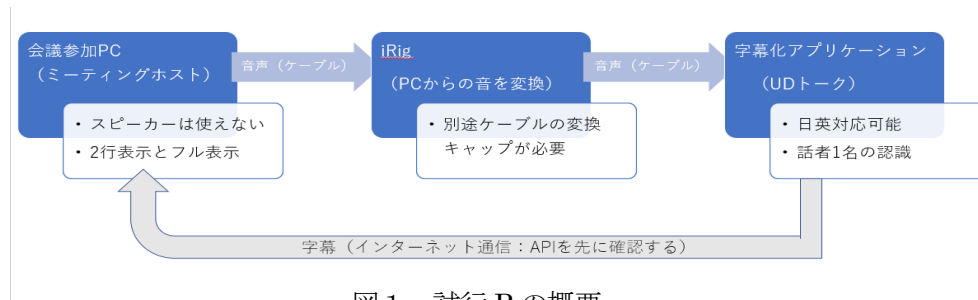 会議参加PC
（ミーティングホスト）
音声（ケーブル）
iRig
（PCからの音を変換）
音声（ケーブル）
字幕化アプリケーション
（UDトーク）
・スピーカーは使えない
・2行表示とフル表示
・別途ケーブルの変換
キャップが必要
・日英対応可能
・話者1名の認識
字幕（インターネット通信：APIを先に確認する）
図1 試行Bの概要